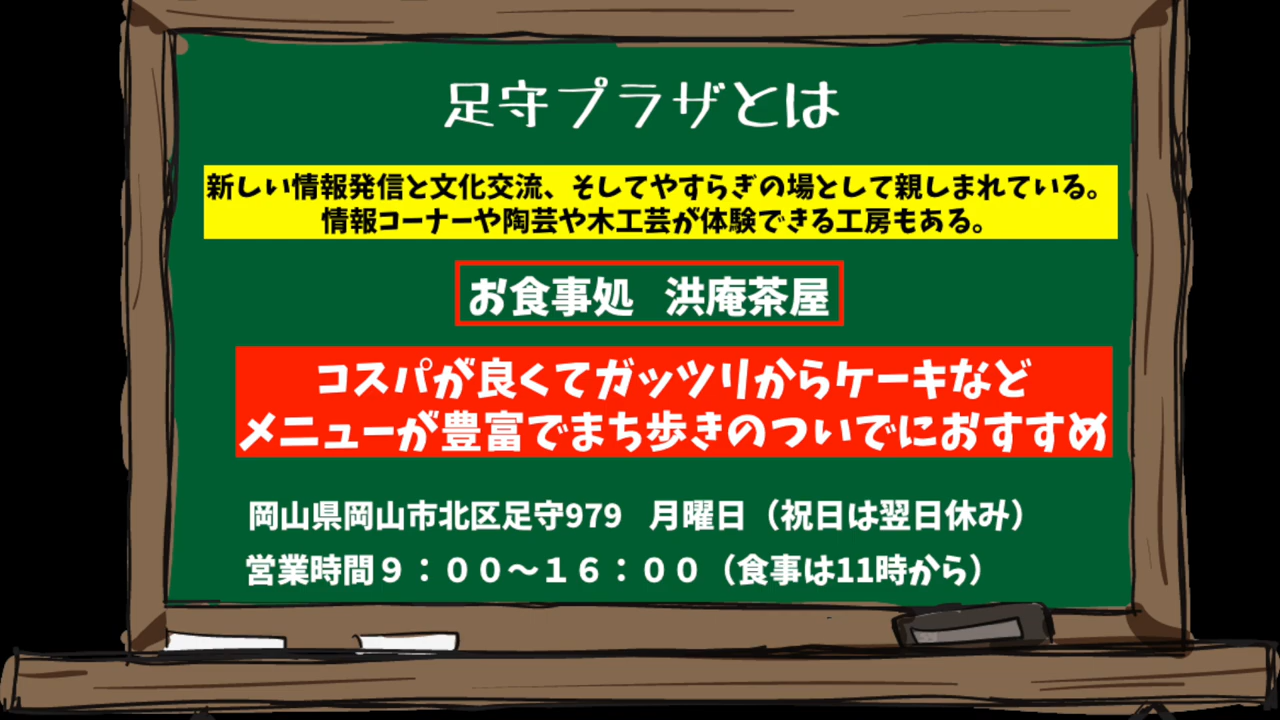 足守プラザとは
新しい情報発信と文化交流、そしてやすらぎの場として親しまれている。
情報コーナーや陶芸や木工芸が体験できる工房もある。
お食事処 洪庵茶屋
コスパが良くてガッツリからケーキなど
メニューが豊富でまち歩きのついでにおすすめ
岡山県岡山市北区足守979 月曜日（祝日は翌日休み）
営業時間９：００～１６：００（食事は11時から）